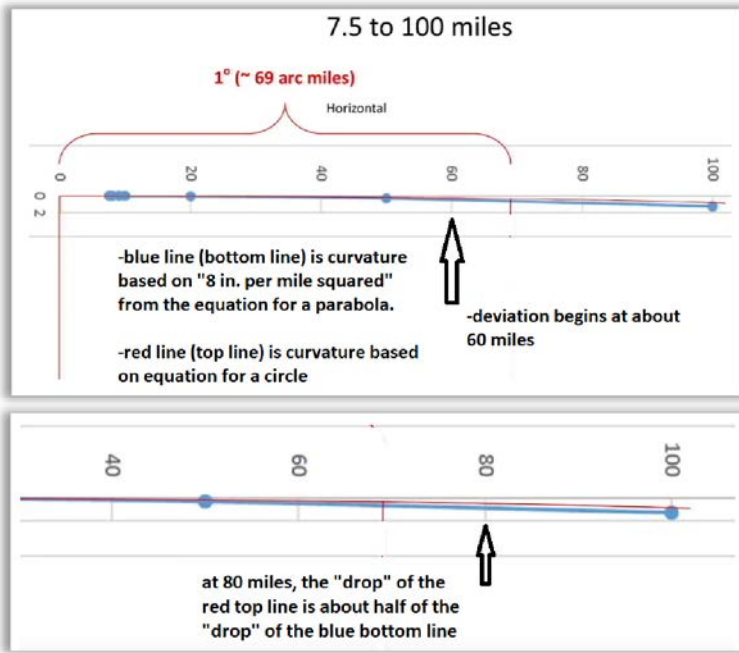 7.5 to 100 miles
1° (~ 69 arc miles)
Horizontal
0
20
40
60
80
100
0
2
-blue line (bottom line) is curvature
based on "8 in. per mile squared"
from the equation for a parabola.
-deviation begins at about
60 miles
-red line (top line) is curvature based
on equation for a circle
40
60
80
100
at 80 miles, the "drop" of the
red top line is about half of the
"drop" of the blue bottom line